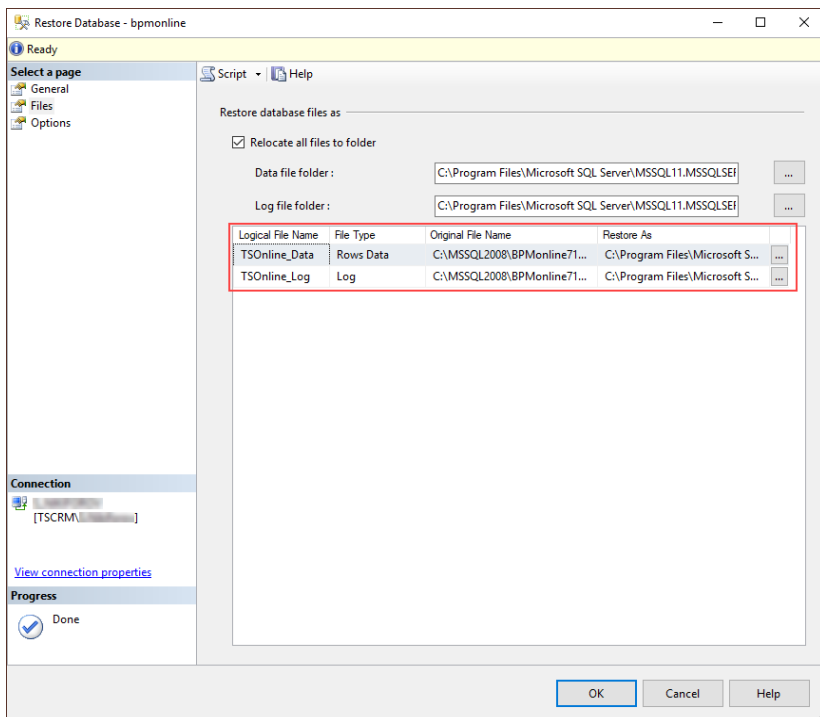 Restore Database - bpmonline
Ready
Select a page
General
Files
Options
Script Help
Restore database files as
Relocate all files to folder
Data file folder : C:\Program Files\Microsoft SQL Server\MSSQL11.MSSQLSE ...
Log file folder : C:\Program Files\Microsoft SQL Server\MSSQL11.MSSQLSE ...
Logical File Name File Type Original File Name Restore As
TSOnline_Data Rows Data C:\MSSQL2008\BPMonline71... C:\Program Files\Microsoft S... ...
TSOnline_Log Log C:\MSSQL2008\BPMonline71... C:\Program Files\Microsoft S... ...
Connection
[TSCRM\ ]
View connection properties
Progress
Done
OK Cancel Help